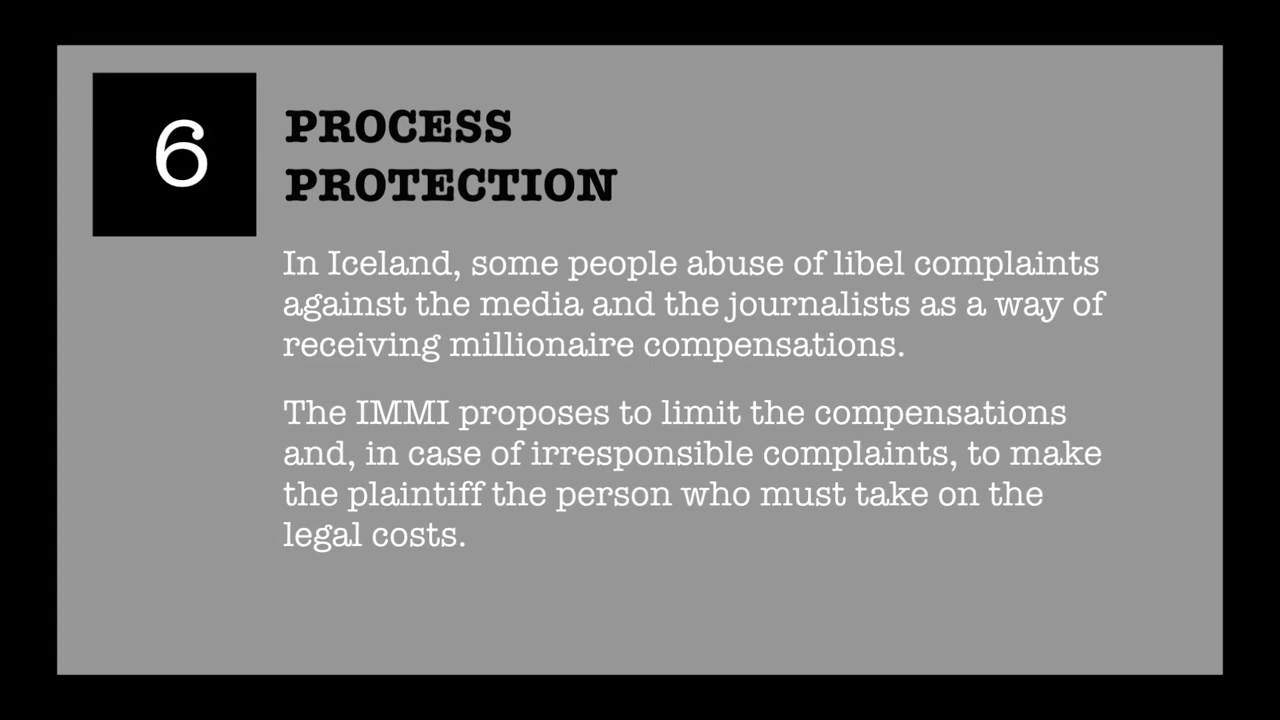 6
PROCESS
PROTECTION
In Iceland, some people abuse of libel complaints
against the media and the journalists as a way of
receiving millionaire compensations.
The IMMI proposes to limit the compensations
and, in case of irresponsible complaints, to make
the plaintiff the person who must take on the
legal costs.